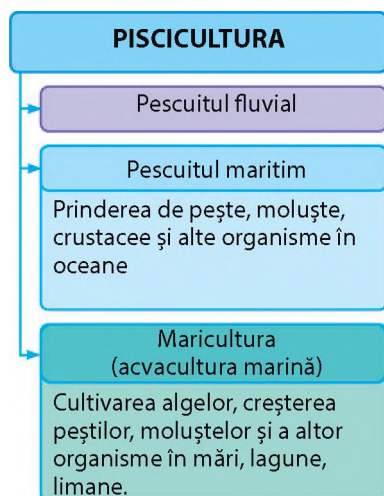 PISCICULTURA
Pescuitul fluvial
Pescuitul maritim
Prinderea de pește, moluște,
crustacee și alte organisme în
oceane
Maricultura
(acvacultura marină)
Cultivarea algelor, creșterea
peștilor, moluștelor și a altor
organisme în mări, lagune,
limane.